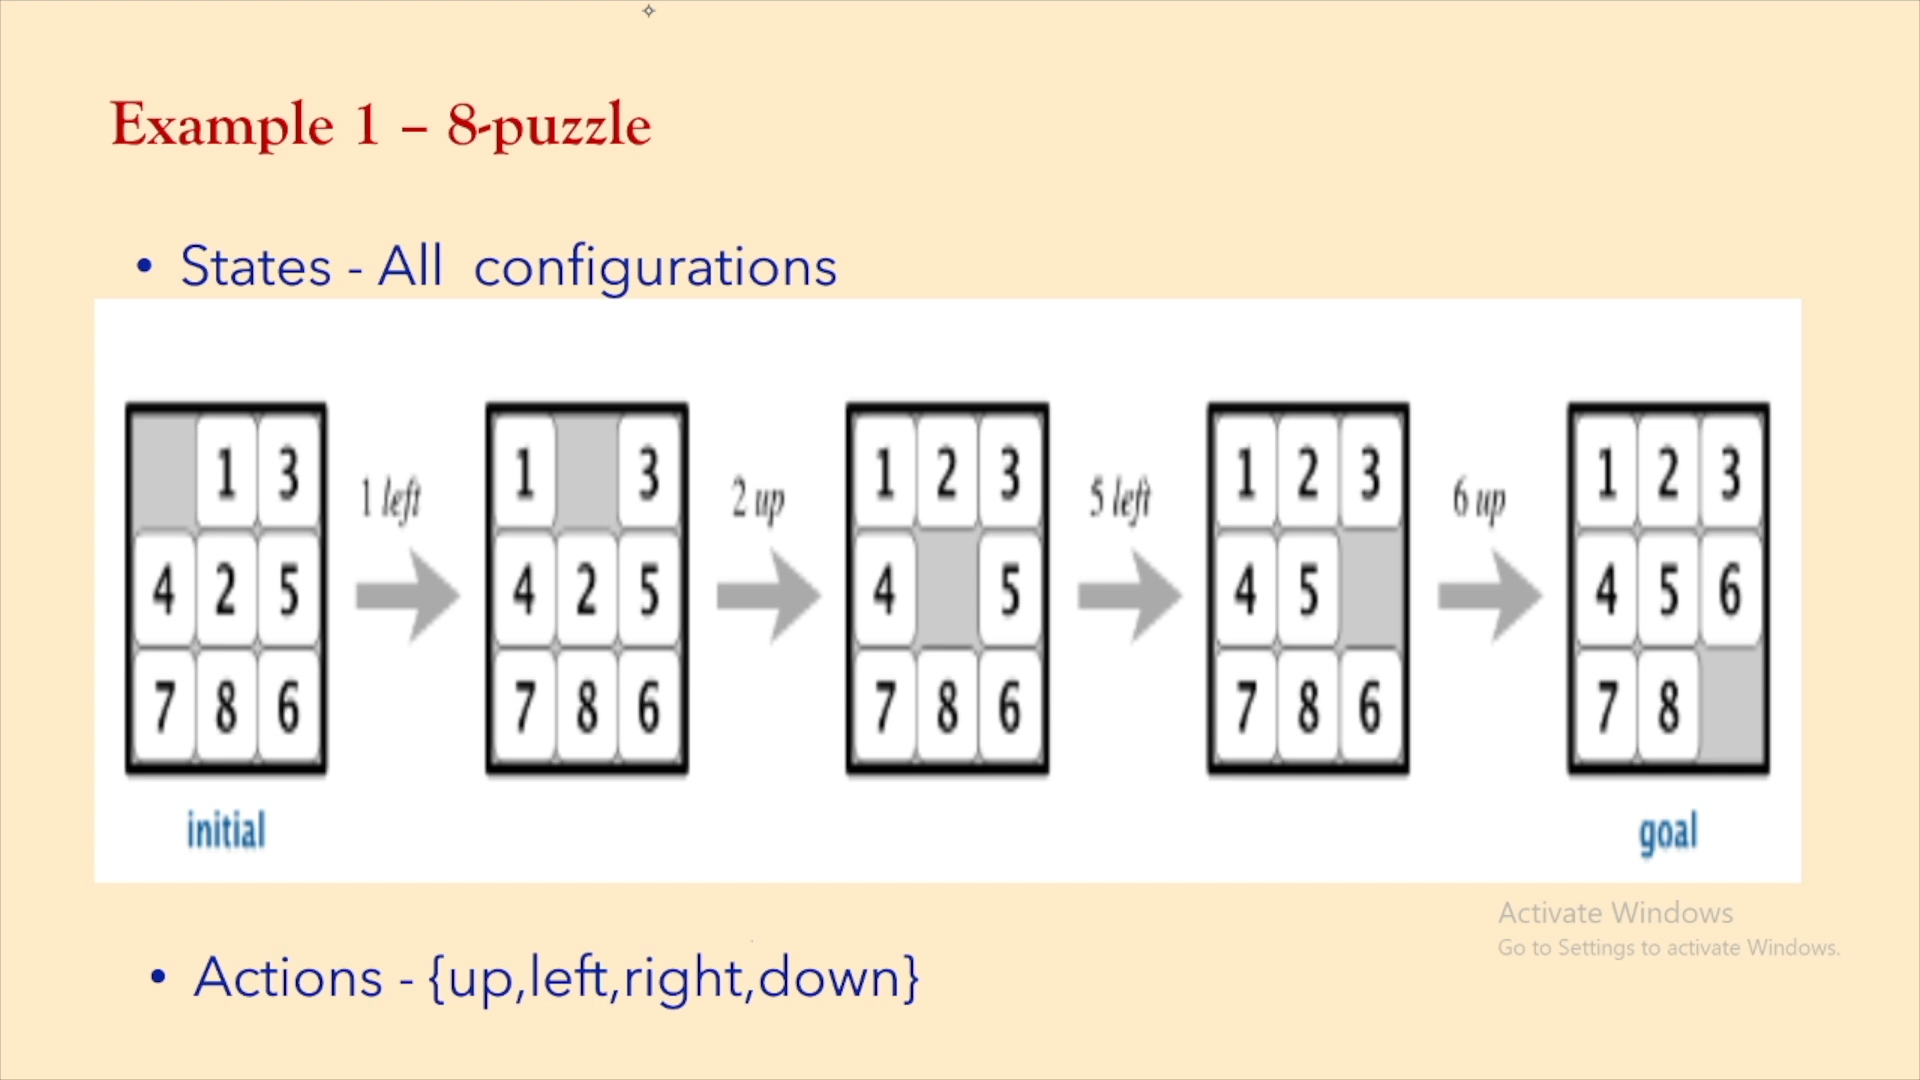 Example 1 – 8-puzzle
• States - All configurations
1 3
4 2 5
7 8 6
initial
1 left
1 3
4 2 5
7 8 6
2 up
1 2 3
4 5
7 8 6
5 left
1 2 3
4 5
7 8 6
6 up
1 2 3
4 5 6
7 8
goal
Activate Windows
Go to Settings to activate Windows.
• Actions - {up,left,right,down}